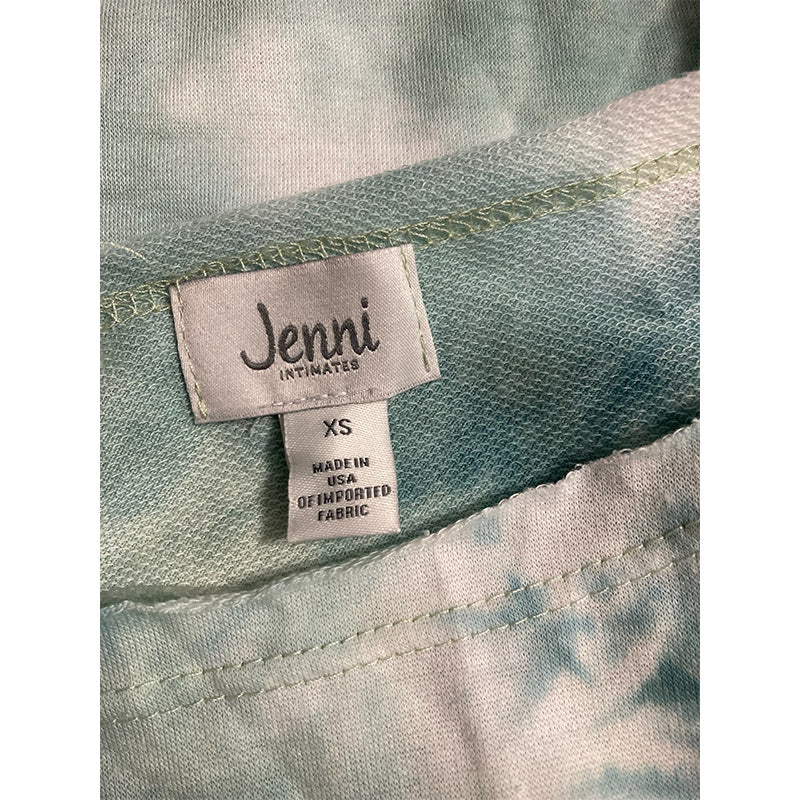 Jenni
INTIMATES
XS
MADE IN
USA
OF IMPORTED
FABRIC